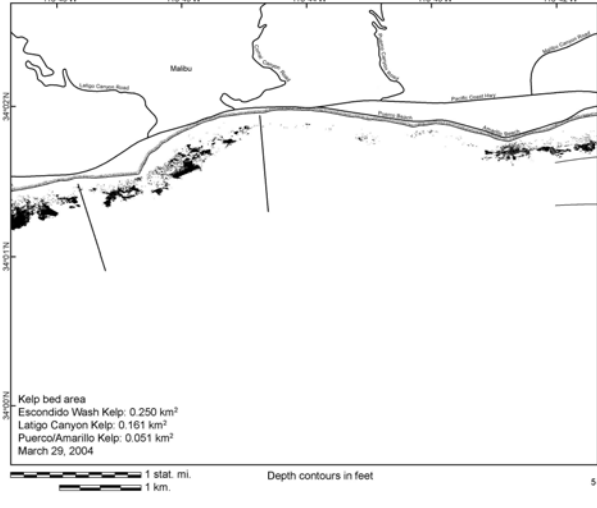 Malibu
Latigo Canyon Road
Corral Canyon Road
Puerco Canyon Road
Malibu Canyon Road
Pacific Coast Hwy
Puerco Beach
Amarillo Beach
34°02'N
34°01'N
34°00'N
Kelp bed area
Escondido Wash Kelp: 0.250 km²
Latigo Canyon Kelp: 0.161 km²
Puerco/Amarillo Kelp: 0.051 km²
March 29, 2004
1 stat. mi.
1 km.
Depth contours in feet
5